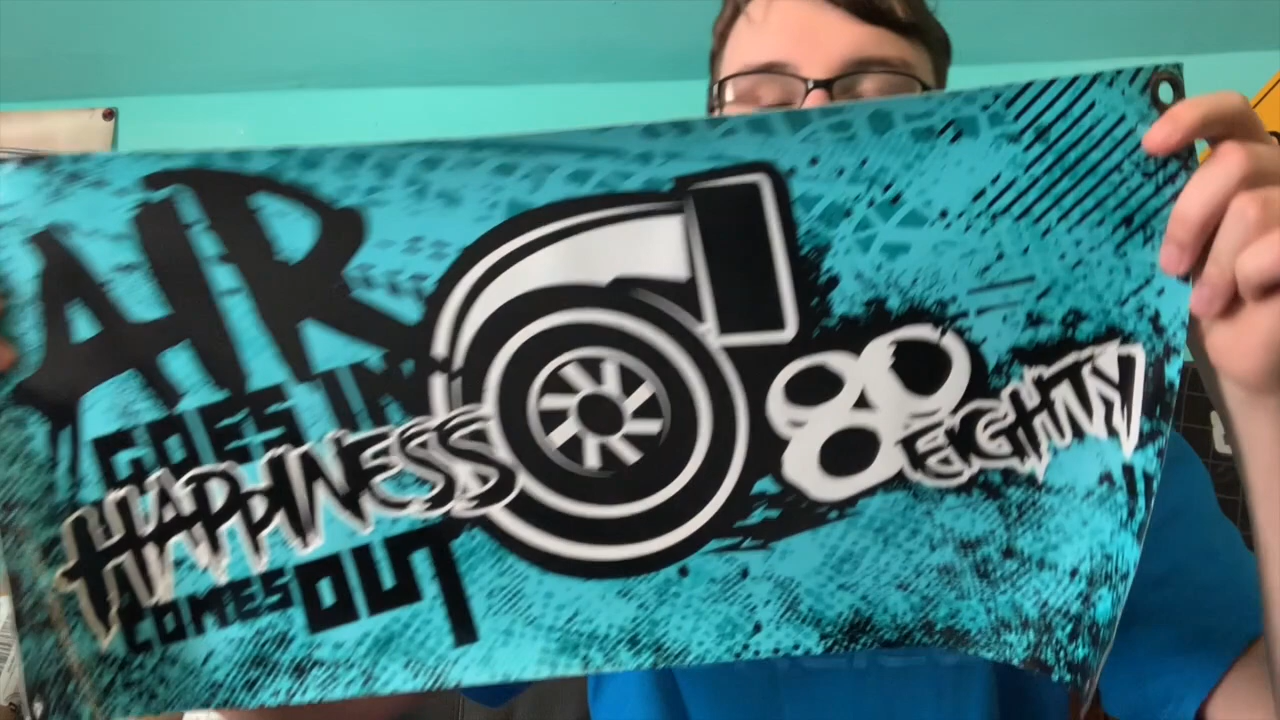 AIR
GOES IN
HAPPINESS
COMES OUT
80 EIGHTY